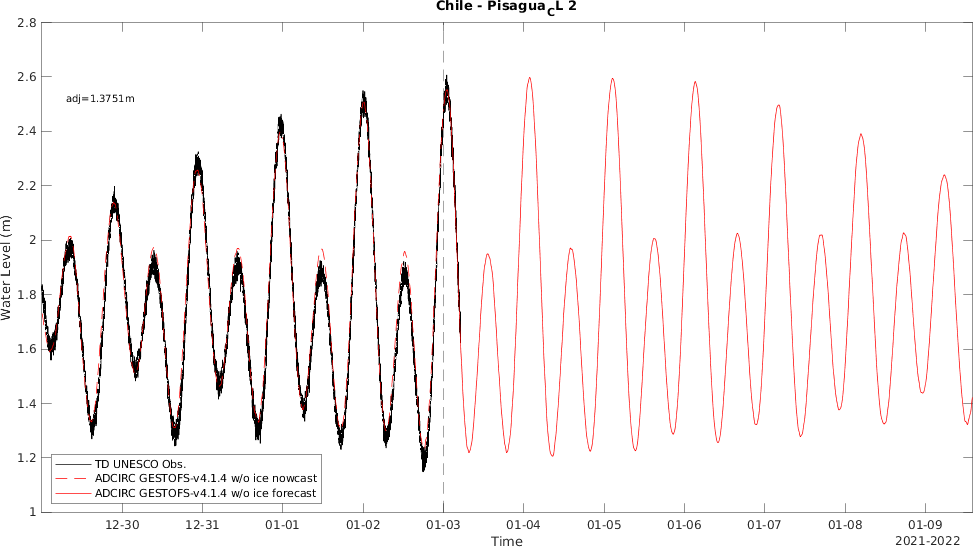 Chile - Pisagua_CL 2
adj=1.3751m
Water Level (m)
2.8
2.6
2.4
2.2
2
1.8
1.6
1.4
1.2
1
TD UNESCO Obs.
ADCIRC GESTOFS-v4.1.4 w/o ice nowcast
ADCIRC GESTOFS-v4.1.4 w/o ice forecast
12-30 12-31 01-01 01-02 01-03 01-04 01-05 01-06 01-07 01-08 01-09
Time
2021-2022